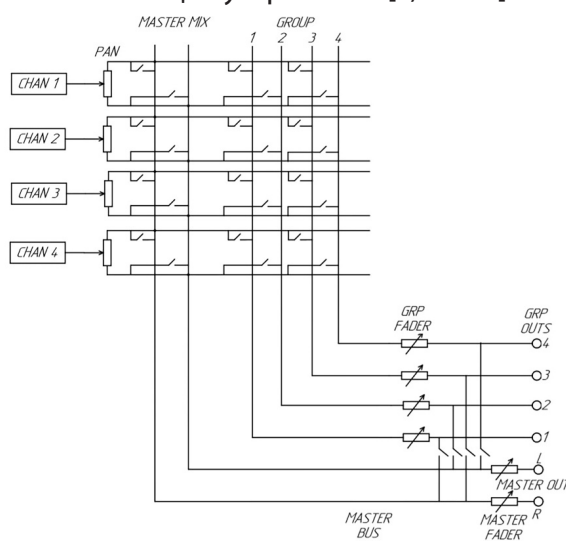 MASTER MIX
GROUP
1 2 3 4
PAN
CHAN 1
CHAN 2
CHAN 3
CHAN 4
GRP
FADER
GRP
OUTS
4
3
2
1
L
MASTER OUT
R
MASTER
BUS
MASTER
FADER